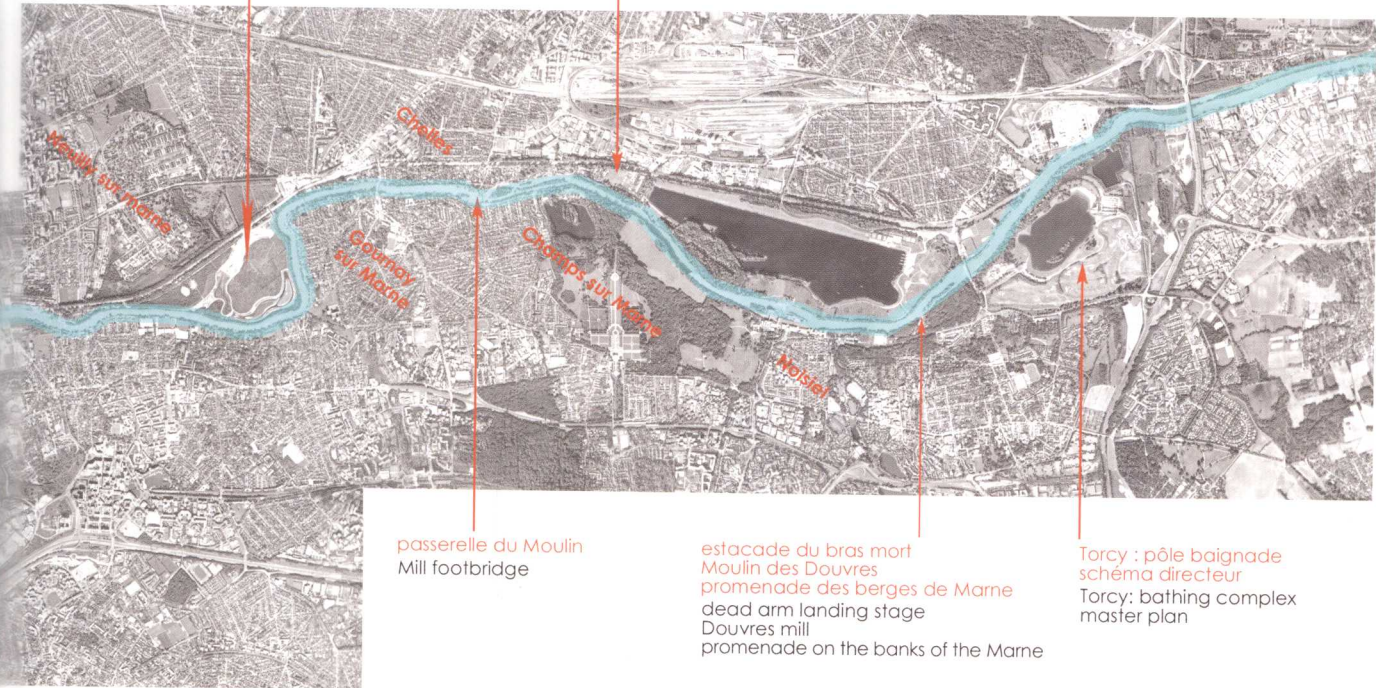 Neuilly sur marne
Chelles
Gournay
sur Marne
Champs sur Marne
Noisiel
passerelle du Moulin
Mill footbridge
estacade du bras mort
Moulin des Douvres
promenade des berges de Marne
dead arm landing stage
Douvres mill
promenade on the banks of the Marne
Torcy : pôle baignade
schéma directeur
Torcy: bathing complex
master plan